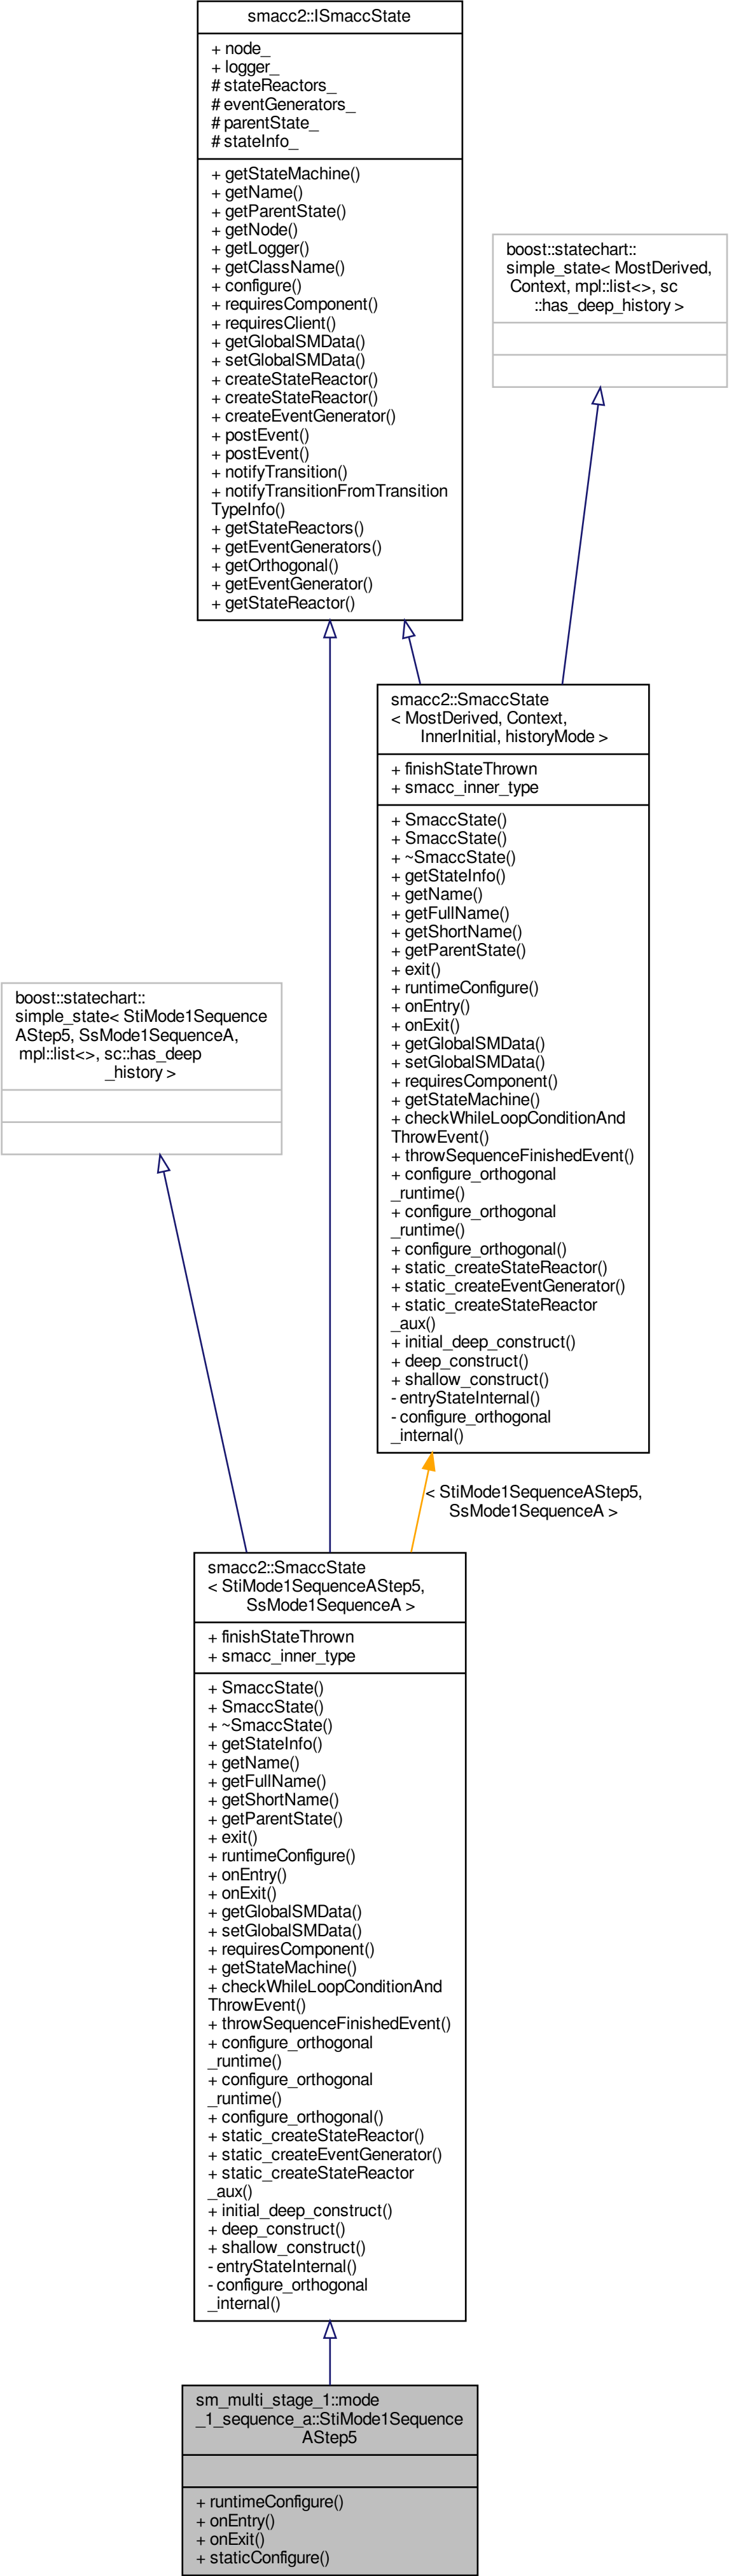 smacc2::ISmaccState
+ node_
+ logger_
# stateReactors_
# eventGenerators_
# parentState_
# stateInfo_
+ getStateMachine()
+ getName()
+ getParentState()
+ getNode()
+ getLogger()
+ getClassName()
+ configure()
+ requiresComponent()
+ requiresClient()
+ getGlobalSMData()
+ setGlobalSMData()
+ createStateReactor()
+ createStateReactor()
+ createEventGenerator()
+ postEvent()
+ postEvent()
+ notifyTransition()
+ notifyTransitionFromTransition
TypeInfo()
+ getStateReactors()
+ getEventGenerators()
+ getOrthogonal()
+ getEventGenerator()
+ getStateReactor()
boost::statechart::
simple_state< MostDerived,
Context, mpl::list<>, sc
::has_deep_history >
smacc2::SmaccState
< MostDerived, Context,
InnerInitial, historyMode >
+ finishStateThrown
+ smacc_inner_type
+ SmaccState()
+ SmaccState()
+ ~SmaccState()
+ getStateInfo()
+ getName()
+ getFullName()
+ getShortName()
+ getParentState()
+ exit()
+ runtimeConfigure()
+ onEntry()
+ onExit()
+ getGlobalSMData()
+ setGlobalSMData()
+ requiresComponent()
+ getStateMachine()
+ checkWhileLoopConditionAnd
ThrowEvent()
+ throwSequenceFinishedEvent()
+ configure_orthogonal
_runtime()
+ configure_orthogonal
_runtime()
+ configure_orthogonal()
+ static_createStateReactor()
+ static_createEventGenerator()
+ static_createStateReactor
_aux()
+ initial_deep_construct()
+ deep_construct()
+ shallow_construct()
- entryStateInternal()
- configure_orthogonal
_internal()
boost::statechart::
simple_state< StiMode1Sequence
AStep5, SsMode1SequenceA,
mpl::list<>, sc::has_deep
_history >
< StiMode1SequenceAStep5,
SsMode1SequenceA >
smacc2::SmaccState
< StiMode1SequenceAStep5,
SsMode1SequenceA >
+ finishStateThrown
+ smacc_inner_type
+ SmaccState()
+ SmaccState()
+ ~SmaccState()
+ getStateInfo()
+ getName()
+ getFullName()
+ getShortName()
+ getParentState()
+ exit()
+ runtimeConfigure()
+ onEntry()
+ onExit()
+ getGlobalSMData()
+ setGlobalSMData()
+ requiresComponent()
+ getStateMachine()
+ checkWhileLoopConditionAnd
ThrowEvent()
+ throwSequenceFinishedEvent()
+ configure_orthogonal
_runtime()
+ configure_orthogonal
_runtime()
+ configure_orthogonal()
+ static_createStateReactor()
+ static_createEventGenerator()
+ static_createStateReactor
_aux()
+ initial_deep_construct()
+ deep_construct()
+ shallow_construct()
- entryStateInternal()
- configure_orthogonal
_internal()
sm_multi_stage_1::mode
_1_sequence_a::StiMode1Sequence
AStep5
+ runtimeConfigure()
+ onEntry()
+ onExit()
+ staticConfigure()